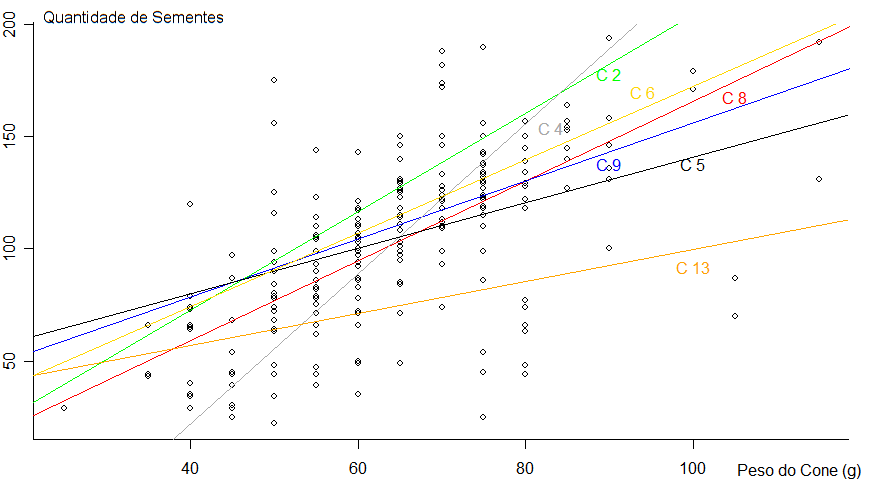 Quantidade de Sementes
200
150
100
50
C 2
C 6
C 8
C 4
C 9
C 5
C 13
40
60
80
100
Peso do Cone (g)